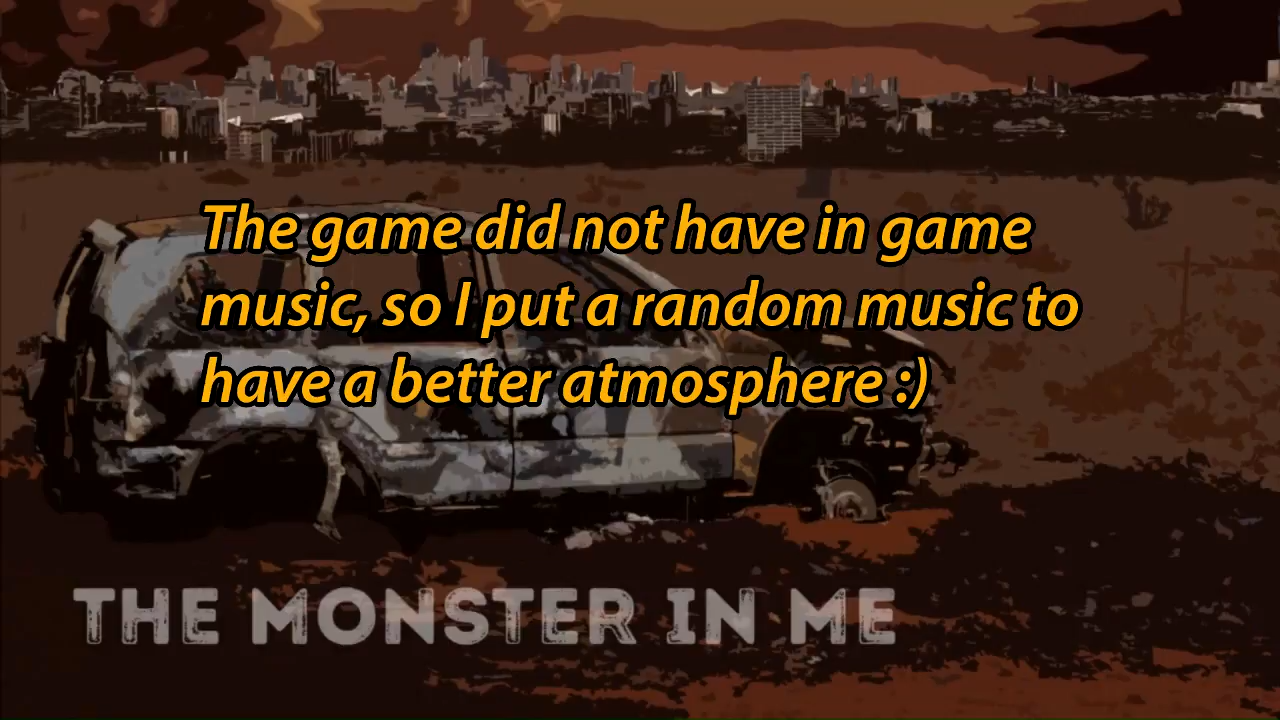 The game did not have in game
music, so I put a random music to
have a better atmosphere :)
THE MONSTER IN ME